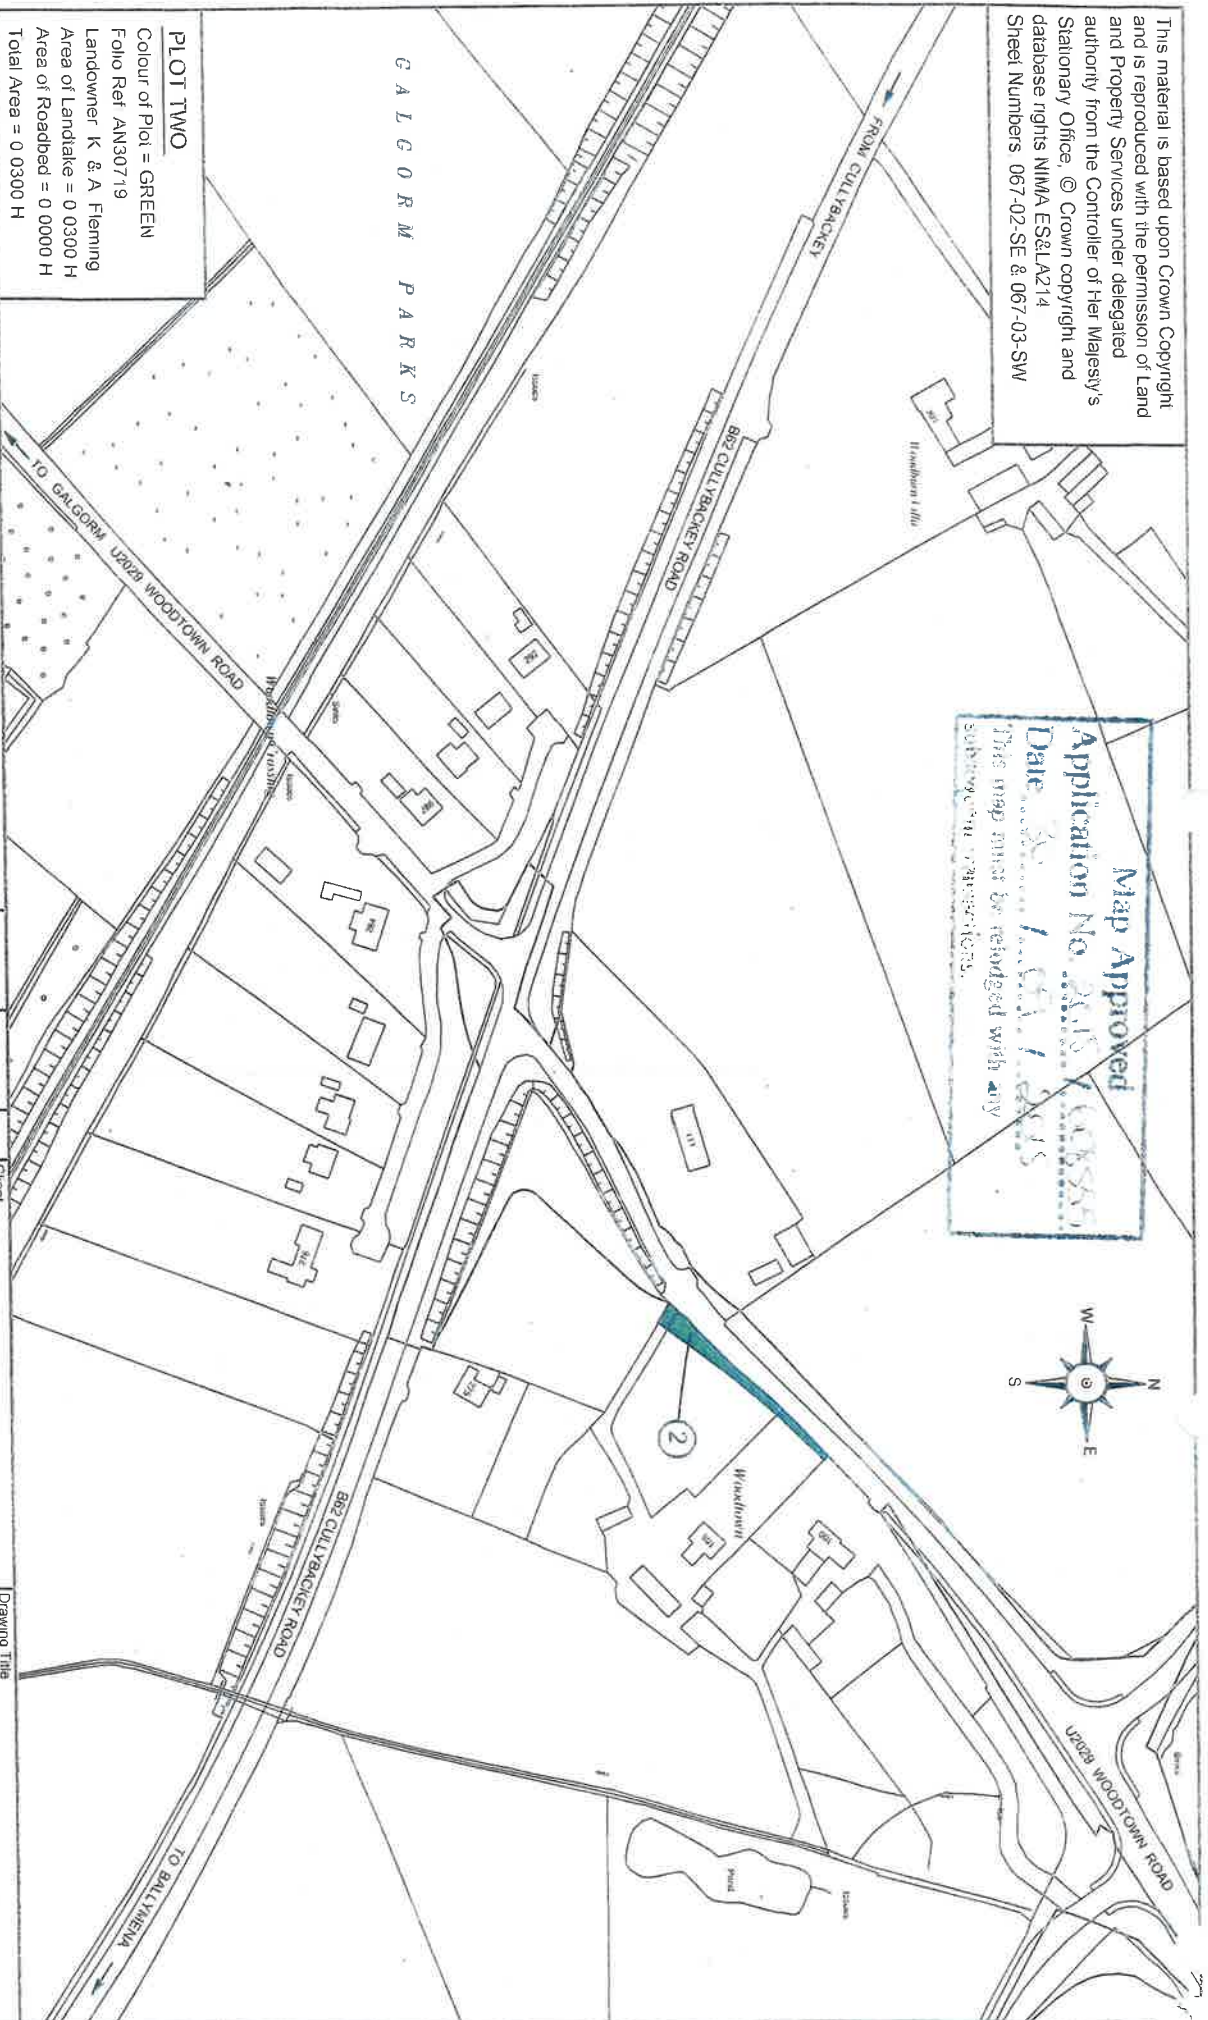 This material is based upon Crown Copyright
and is reproduced with the permission of Land
and Property Services under delegated
authority from the Controller of Her Majesty's
Stationary Office, © Crown copyright and
database rights NIMA ES&LA214
Sheet Numbers 067-02-SE & 067-03-SW
Map Approved
Application No.
Date
This map must be relodged with any
N
W
E
S
FROM CULLYBACKEY
B62 CULLYBACKEY ROAD
Woodtown
2
U2029 WOODTOWN ROAD
Pond
GALGORM PARKS
TO GALGORM U2029 WOODTOWN ROAD
B62 CULLYBACKEY ROAD
TO BALLYMENA
PLOT TWO
Colour of Plot = GREEN
Folio Ref AN30719
Landowner K & A Fleming
Area of Landtake = 0 0300 H
Area of Roadbed = 0 0000 H
Total Area = 0 0300 H
Drawing Title